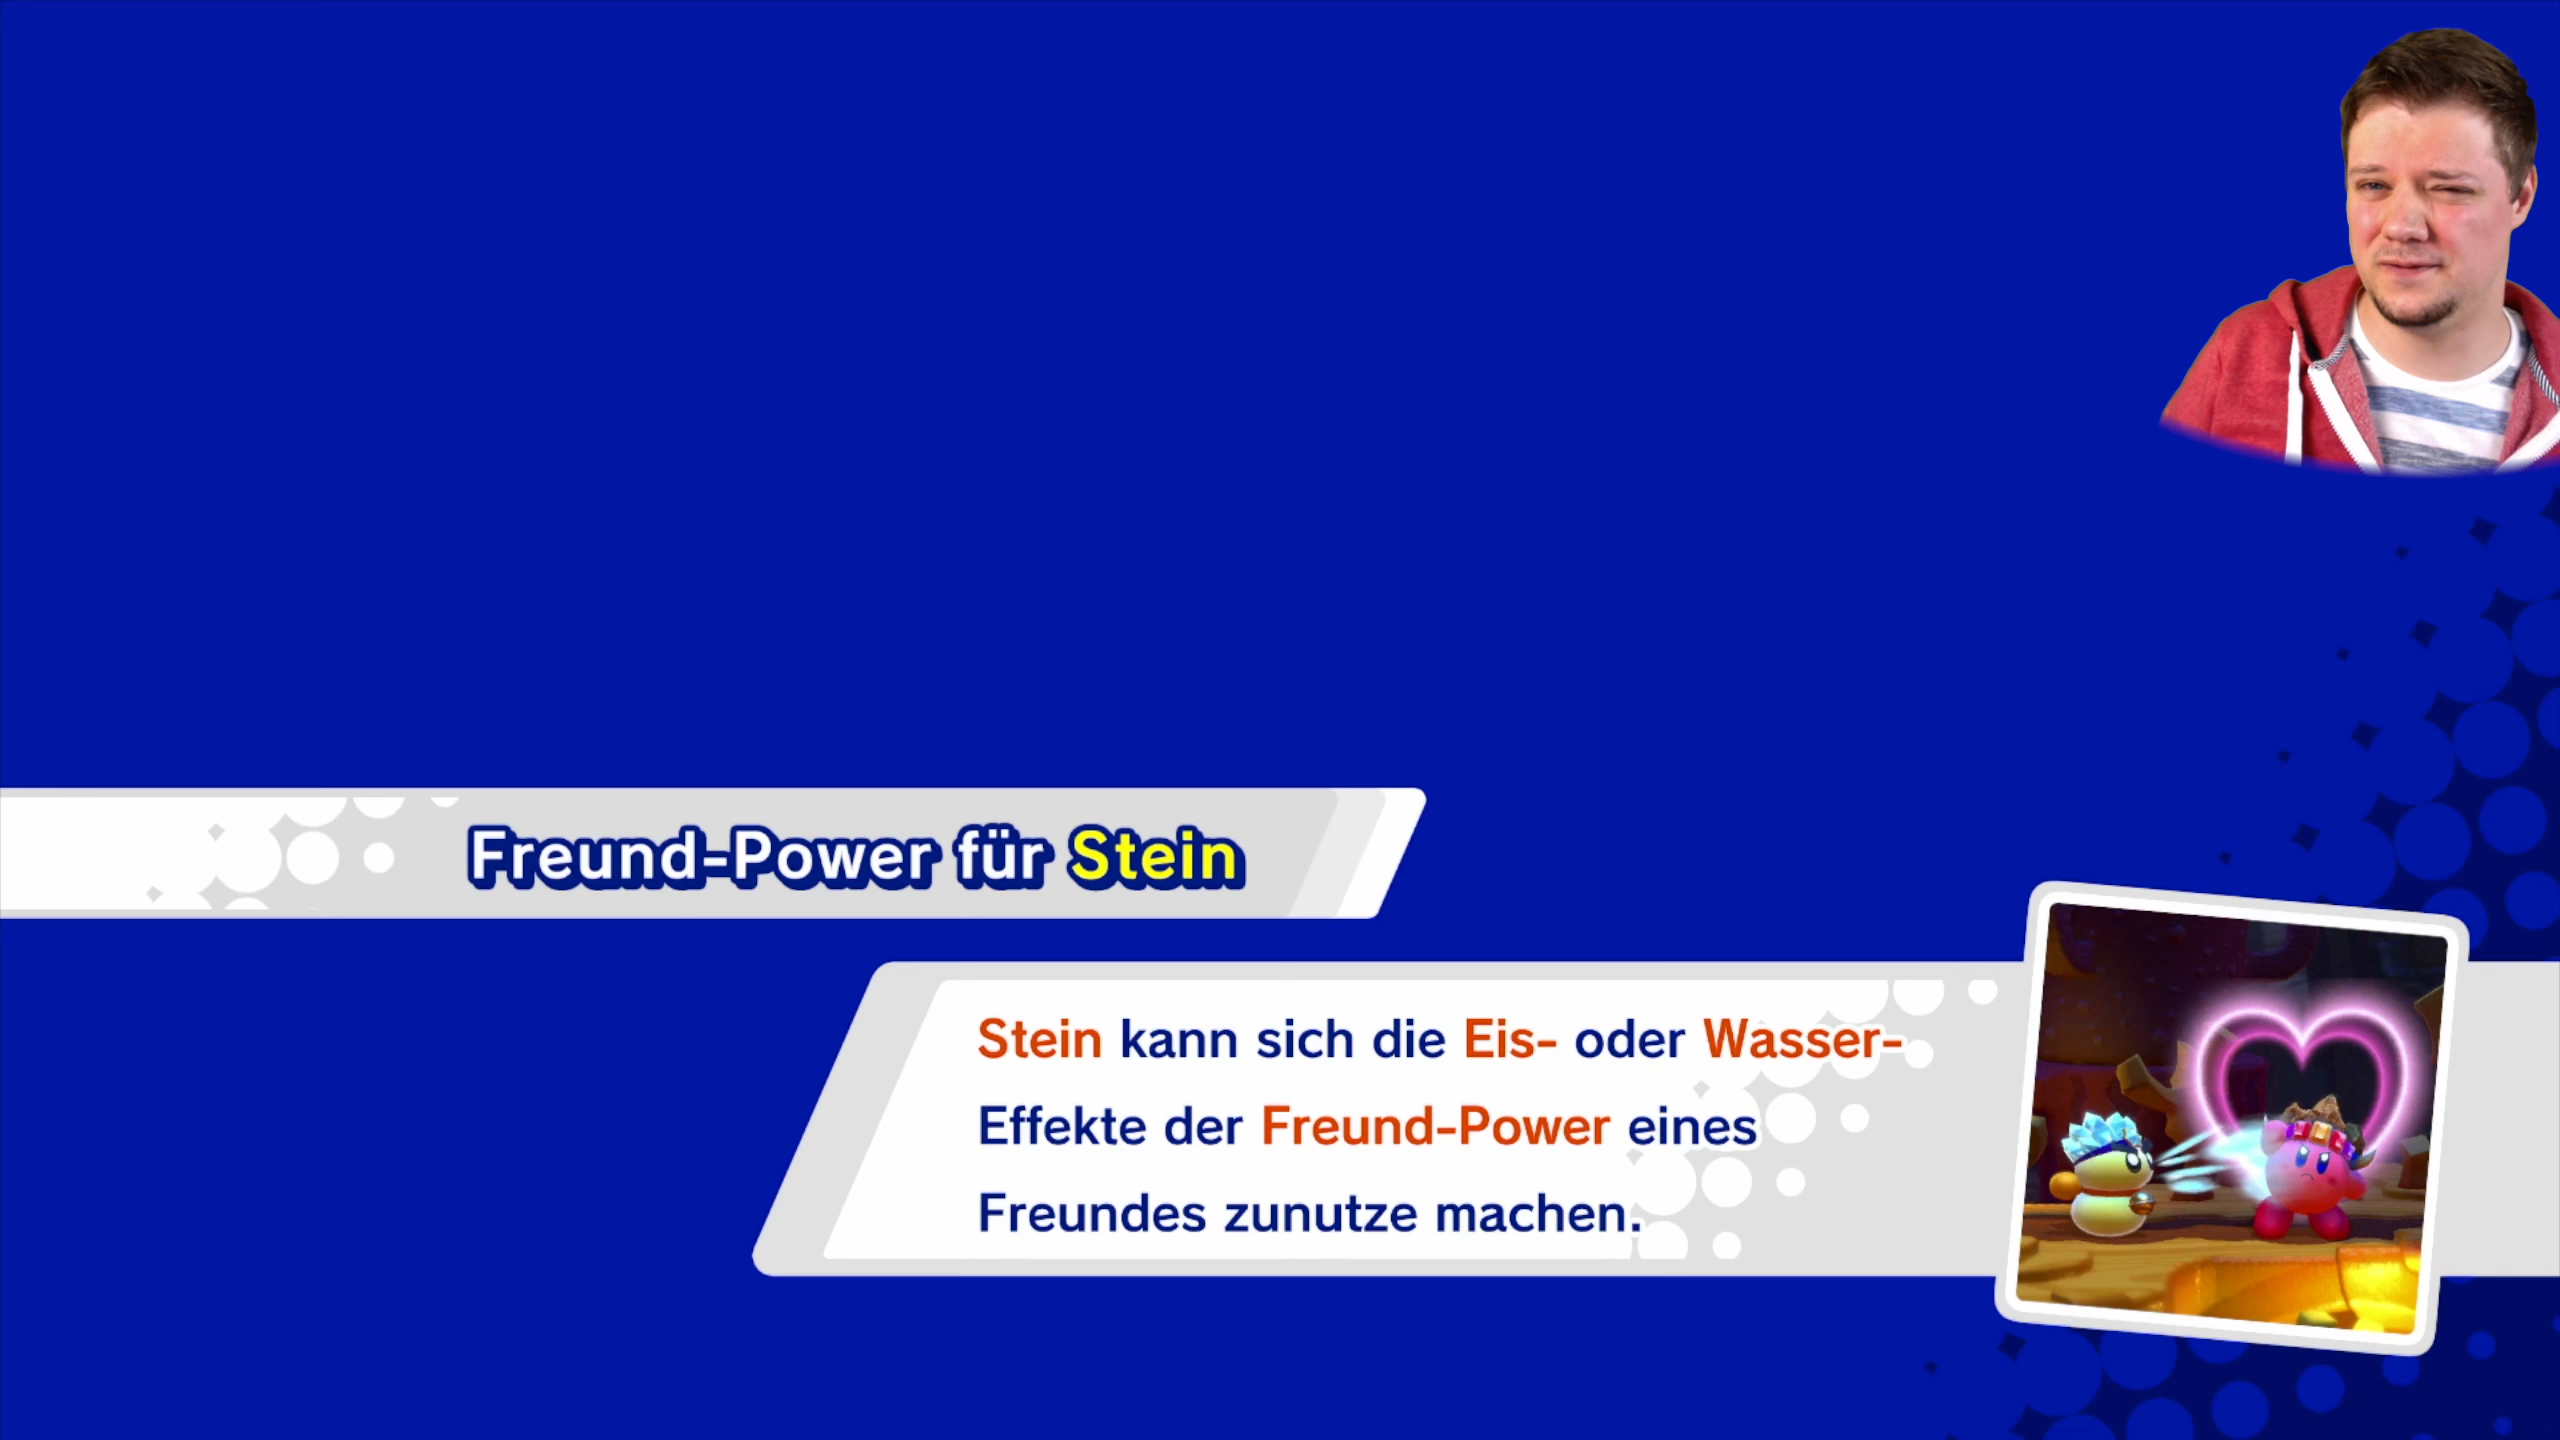 Freund-Power für Stein
Stein kann sich die Eis- oder Wasser-
Effekte der Freund-Power eines
Freundes zunutze machen.